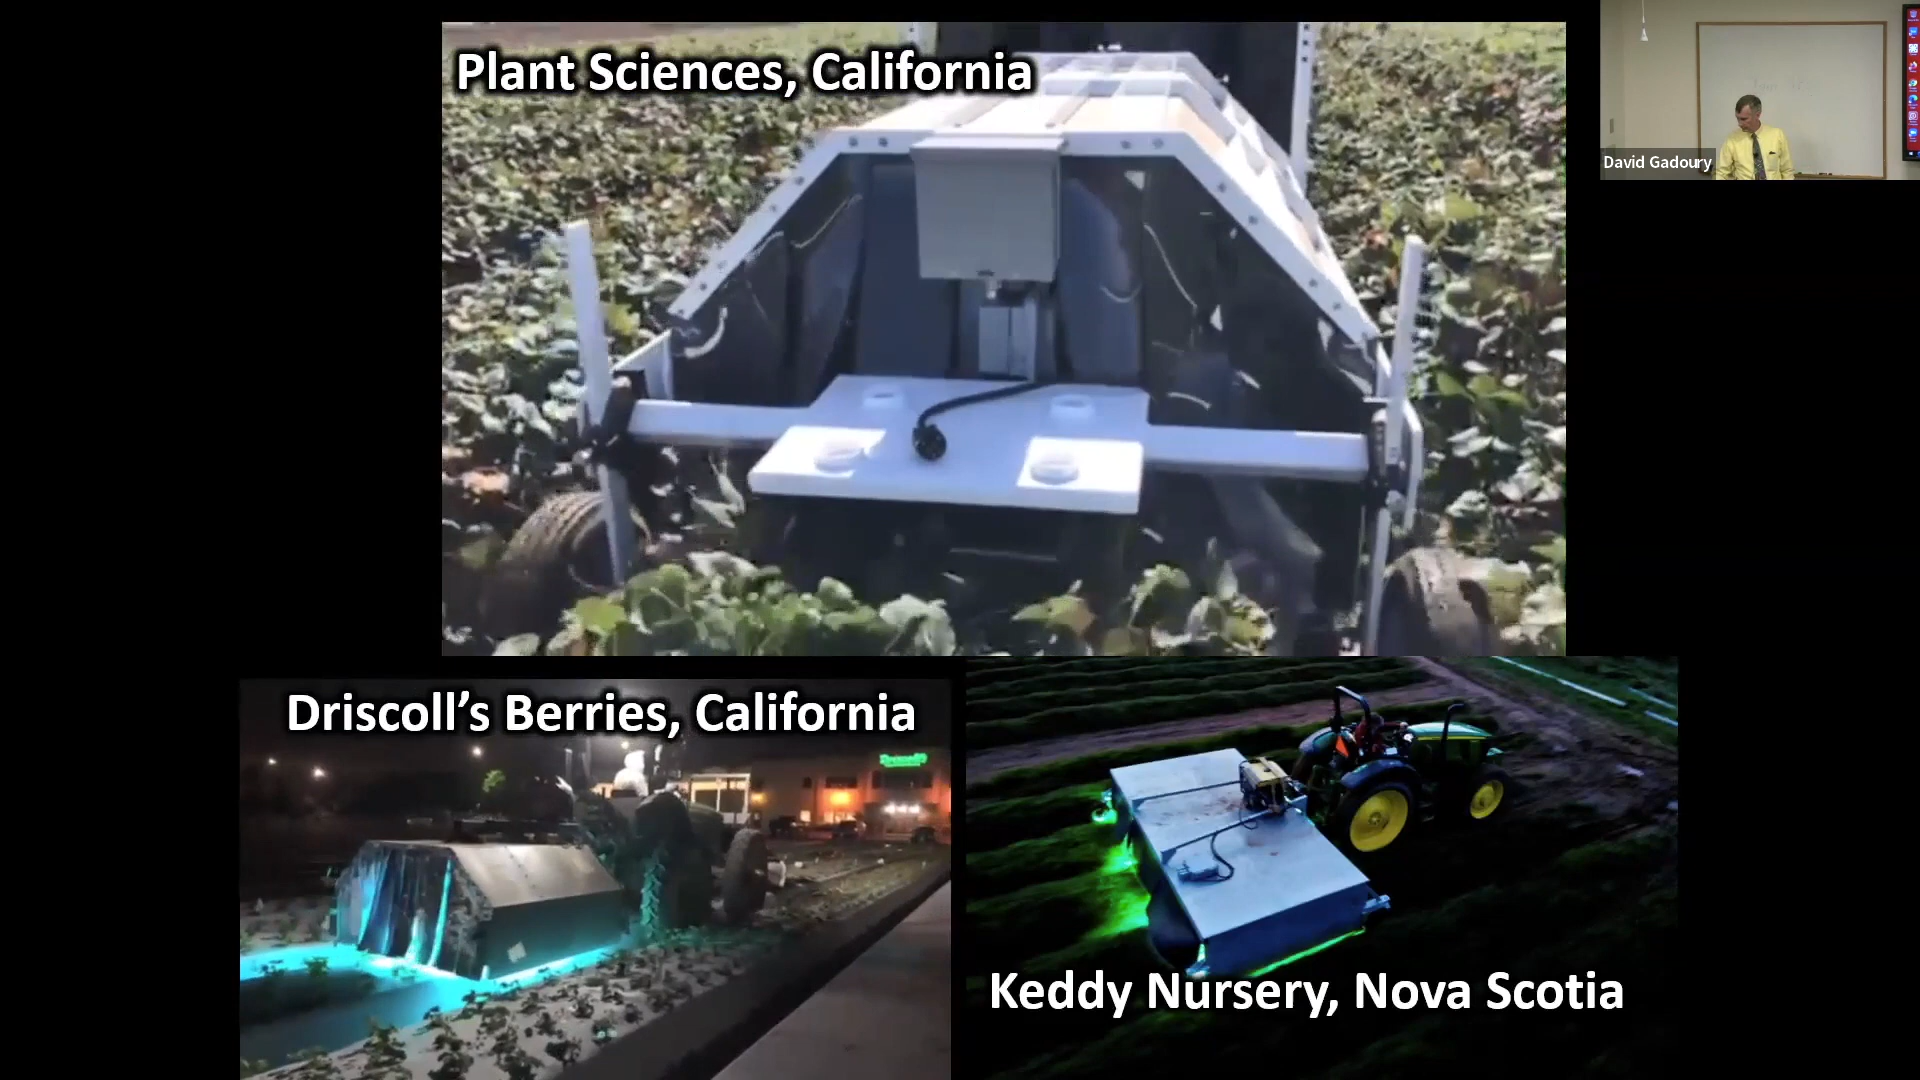 Plant Sciences, California
David Gadoury
Driscoll’s Berries, California
Keddy Nursery, Nova Scotia